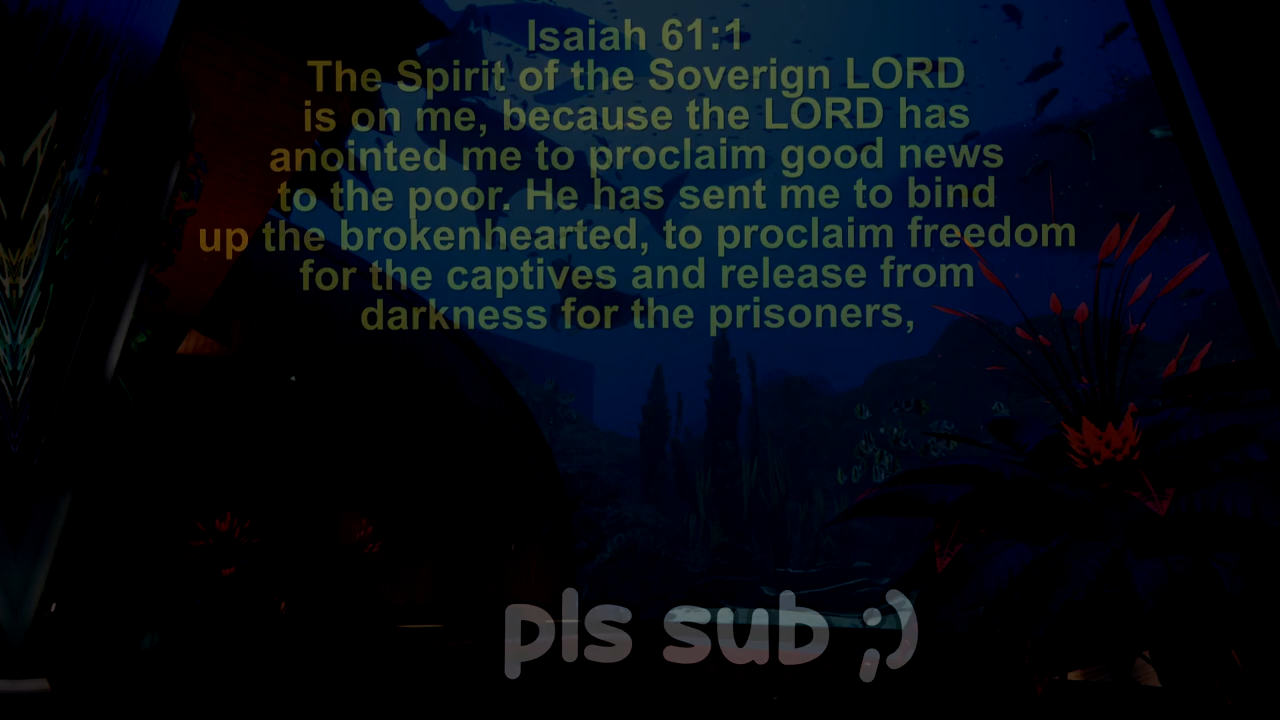 Isaiah 61:1
The Spirit of the Soverign LORD
is on me, because the LORD has
anointed me to proclaim good news
to the poor. He has sent me to bind
up the brokenhearted, to proclaim freedom
for the captives and release from
darkness for the prisoners,
pls sub ;)